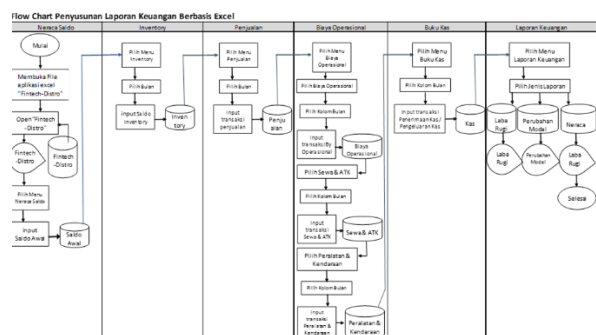 Flow Chart Penyusunan Laporan Keuangan Berbasis Excel
Neraca Saldo
Inventory
Penjualan
Biaya Operasional
Buku Kas
Laporan Keuangan
Mulai
Membuka File
aplikasi excel
"Fintech-Distro"
Open "Fintech
-Distro"
Fintech
-Distro
Fintech
-Distro
Pilih Menu
Neraca Saldo
Input
Saldo Awal
Saldo
Awal
Pilih Menu
Inventory
Pilih Bulan
input Saldo
Inventory
Inven
tory
Pilih Menu
Penjualan
Pilih Bulan
Input
transaksi
penjualan
Penju
alan
Pilih Menu
Biaya
Operasional
Pilih Biaya Operasional
Pilih Kolom Bulan
Input
transaksi By
Operasional
Biaya
Operasional
Pilih Sewa & ATK
Pilih Kolom Bulan
Input
transaksi
Sewa & ATK
Sewa & ATK
Pilih Peralatan &
Kendaraan
Pilih Kolom Bulan
Input
transaksi
Peralatan &
Kendaraan
Peralatan &
Kendaraan
Pilih Menu
Buku Kas
Pilih Kolom Bulan
Input transaksi
Penerimaan Kas /
Pengeluaran Kas
Kas
Pilih Menu
Laporan Keuangan
Pilih Jenis Laporan
Laba
Rugi
Perubahan
Model
Neraca
Laba
Rugi
Perubahan
Model
Laba
Rugi
Selesai